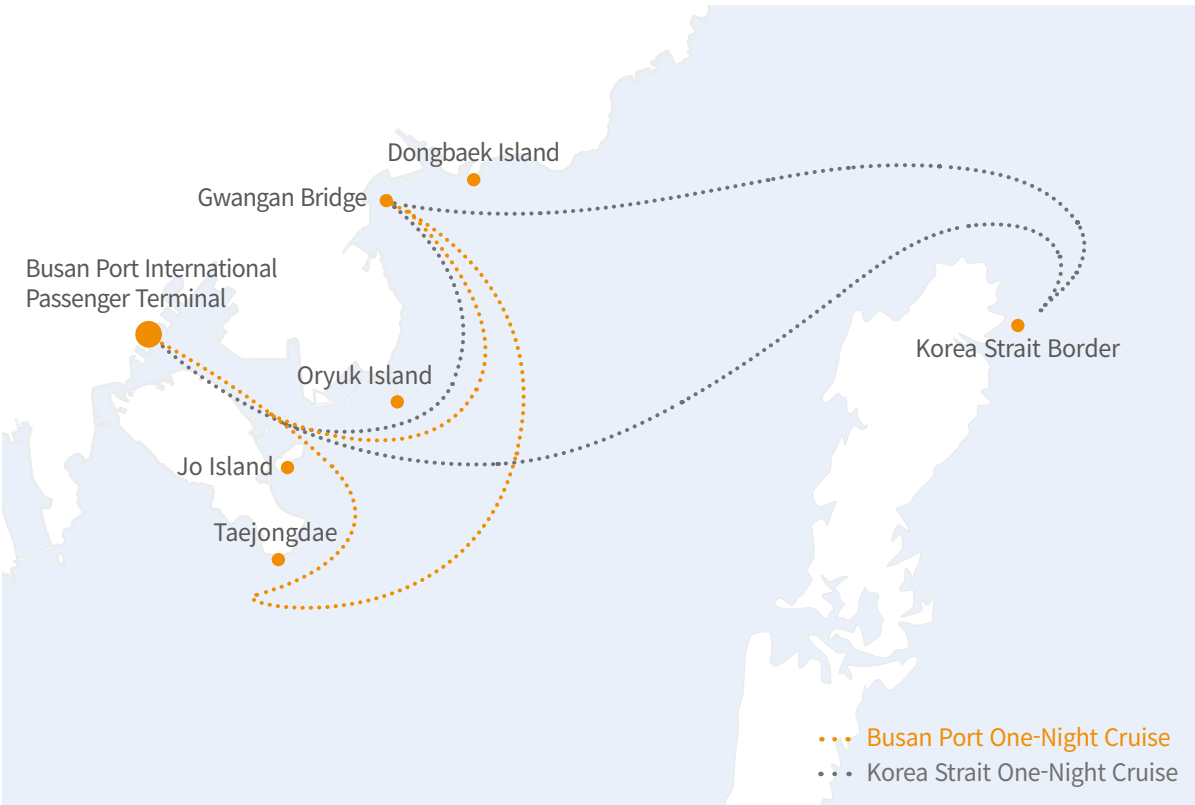 Dongbaek Island
Gwangan Bridge
Busan Port International
Passenger Terminal
Korea Strait Border
Oryuk Island
Jo Island
Taejongdae
Busan Port One-Night Cruise
Korea Strait One-Night Cruise